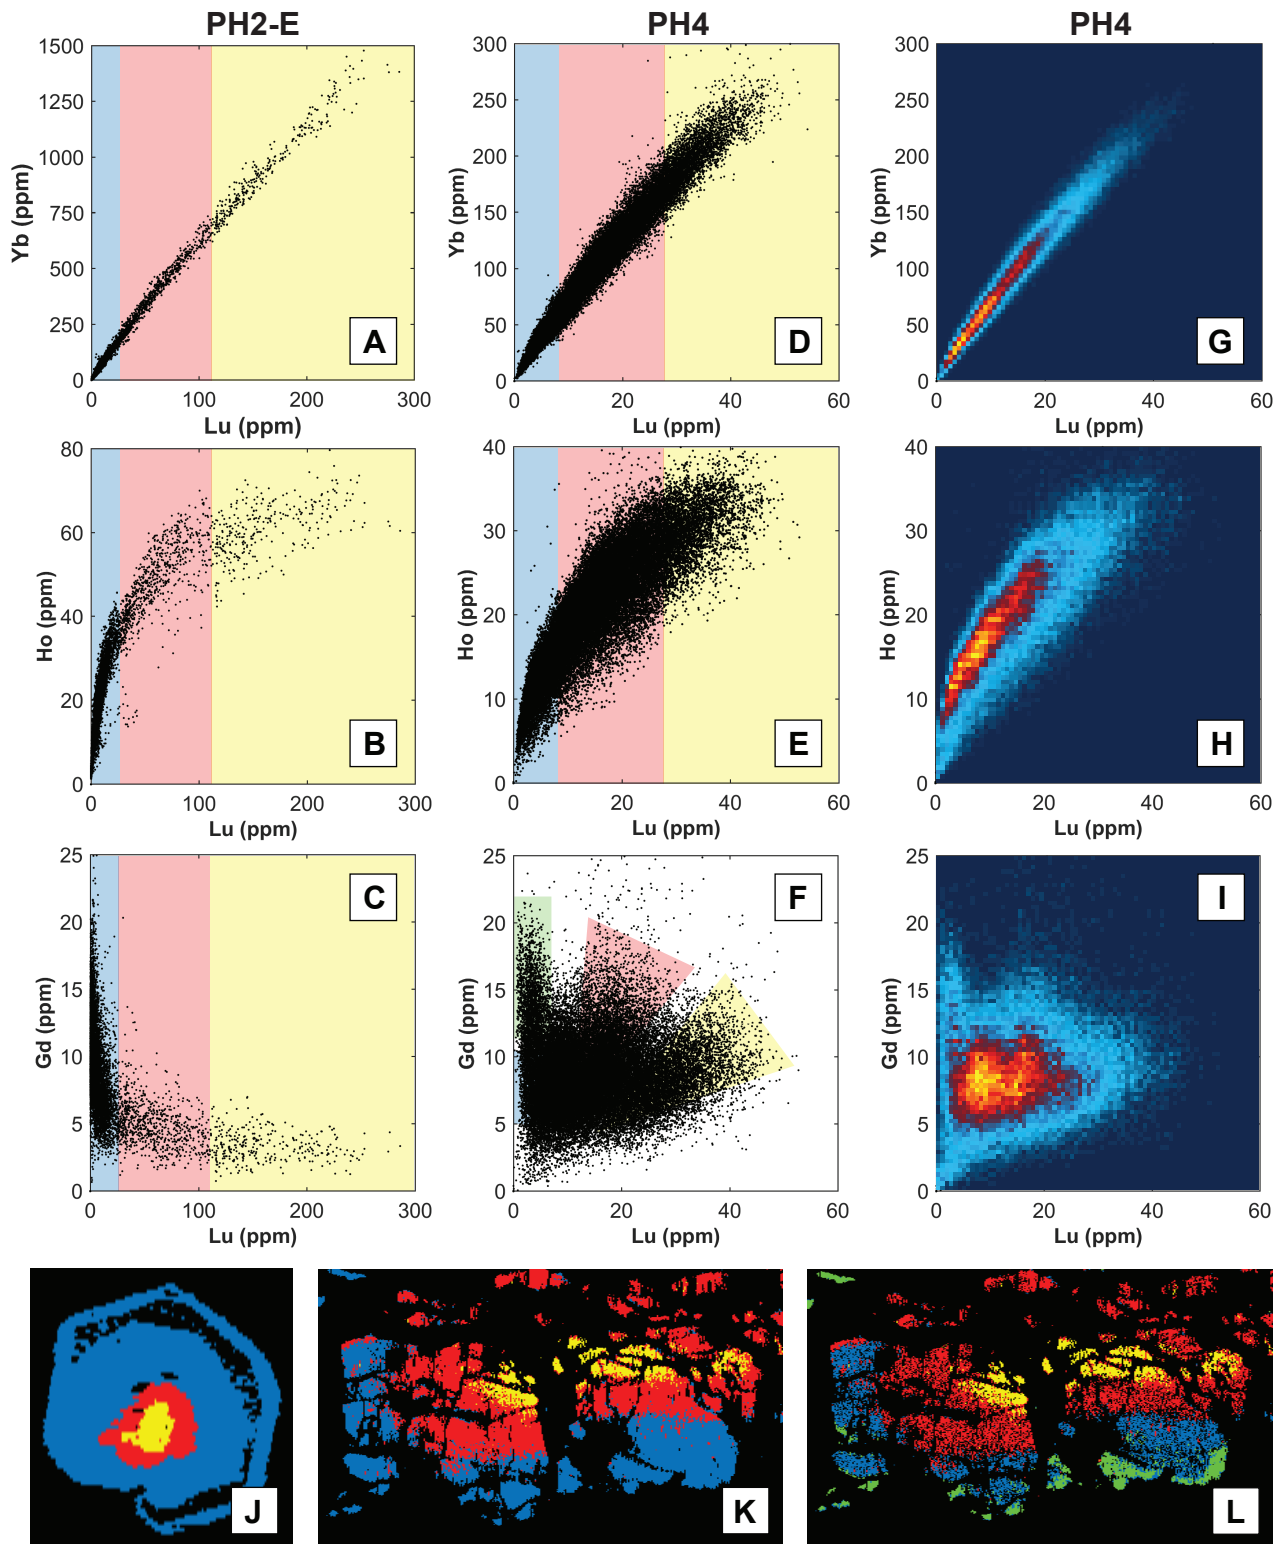 PH2-E PH4 PH4
1500 300 300
1250 250 250
1000 200 200
750 150 150
500 100 100
250 50 50
0 0 0
Yb (ppm) Yb (ppm) Yb (ppm)
A D G
0 100 200 300 0 20 40 60 0 20 40 60
Lu (ppm) Lu (ppm) Lu (ppm)
80 40 40
60 30 30
40 20 20
20 10 10
0 0 0
Ho (ppm) Ho (ppm) Ho (ppm)
B E H
0 100 200 300 0 20 40 60 0 20 40 60
Lu (ppm) Lu (ppm) Lu (ppm)
25 25 25
20 20 20
15 15 15
10 10 10
5 5 5
0 0 0
Gd (ppm) Gd (ppm) Gd (ppm)
C F I
0 100 200 300 0 20 40 60 0 20 40 60
Lu (ppm) Lu (ppm) Lu (ppm)
J K L